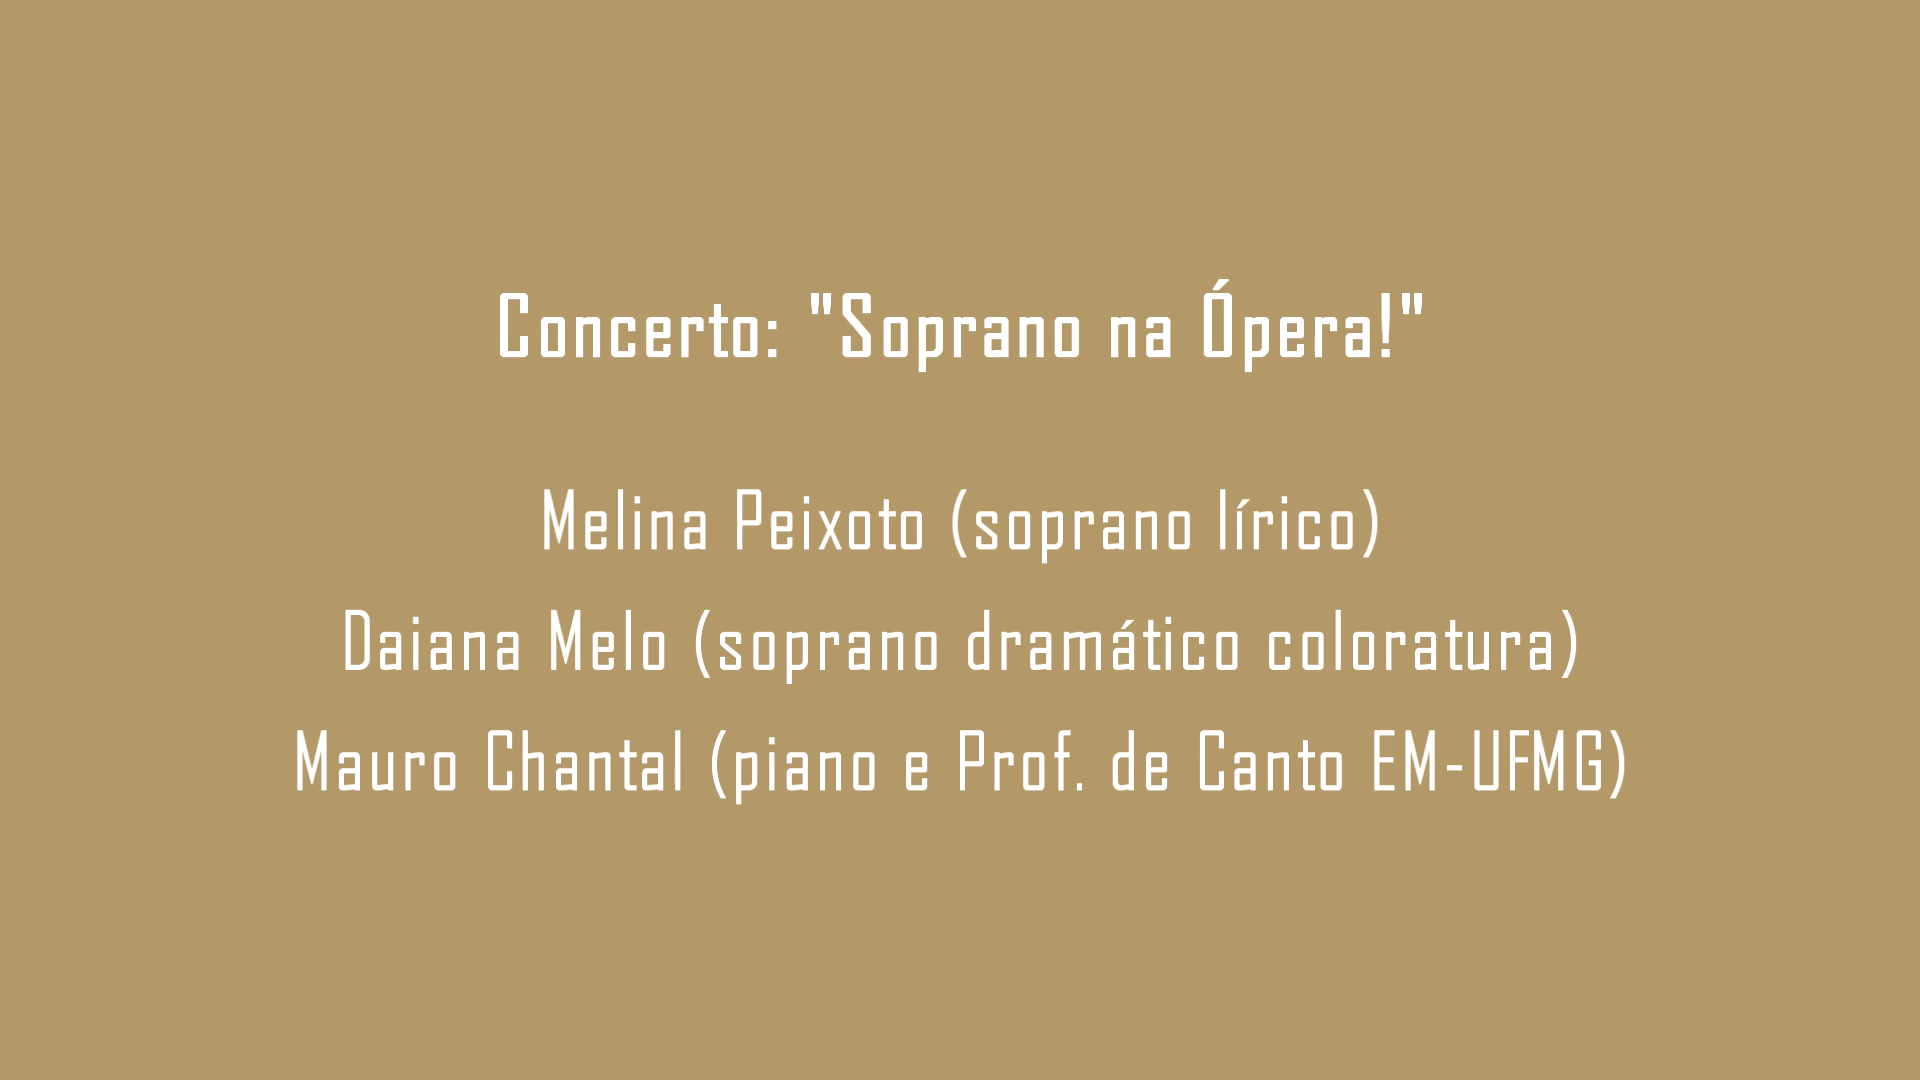 Concerto: "Soprano na Ópera!"
Melina Peixoto (soprano lírico)
Daiana Melo (soprano dramático coloratura)
Mauro Chantal (piano e Prof. de Canto EM-UFMG)